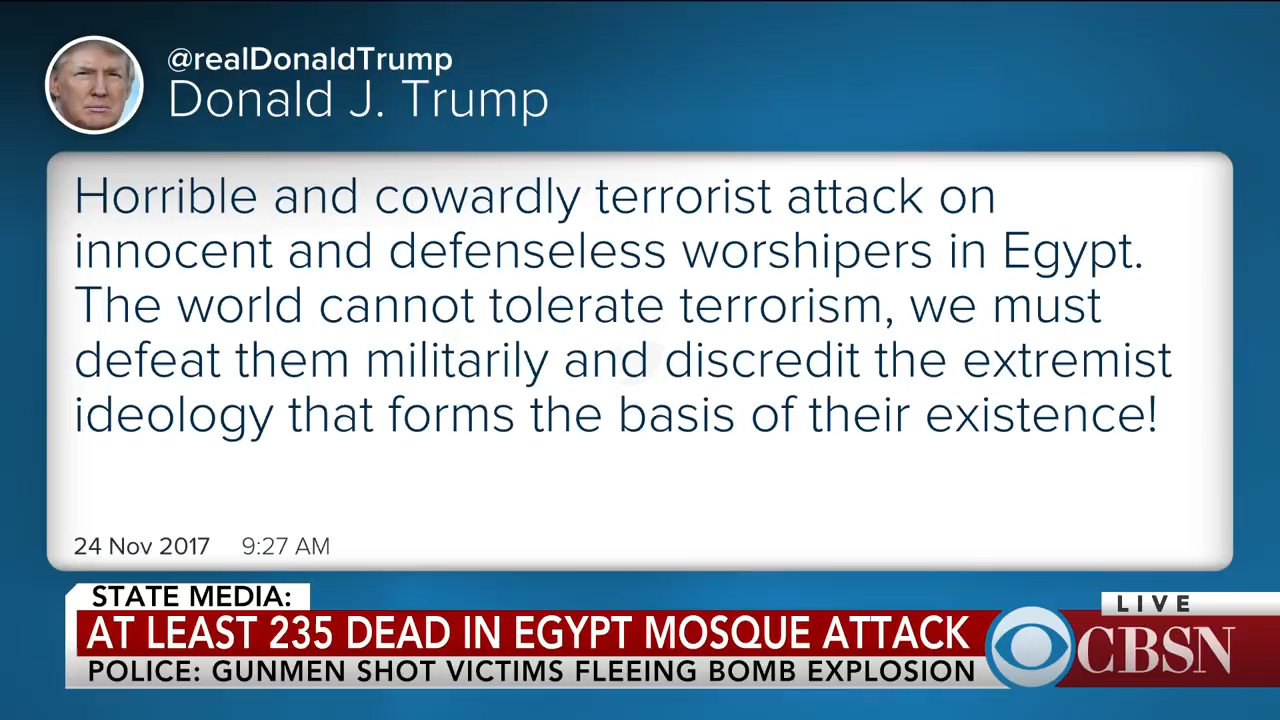 @realDonaldTrump
Donald J. Trump
Horrible and cowardly terrorist attack on
innocent and defenseless worshipers in Egypt.
The world cannot tolerate terrorism, we must
defeat them militarily and discredit the extremist
ideology that forms the basis of their existence!
24 Nov 2017 9:27 AM
STATE MEDIA:
AT LEAST 235 DEAD IN EGYPT MOSQUE ATTACK
POLICE: GUNMEN SHOT VICTIMS FLEEING BOMB EXPLOSION
LIVE
CBSN